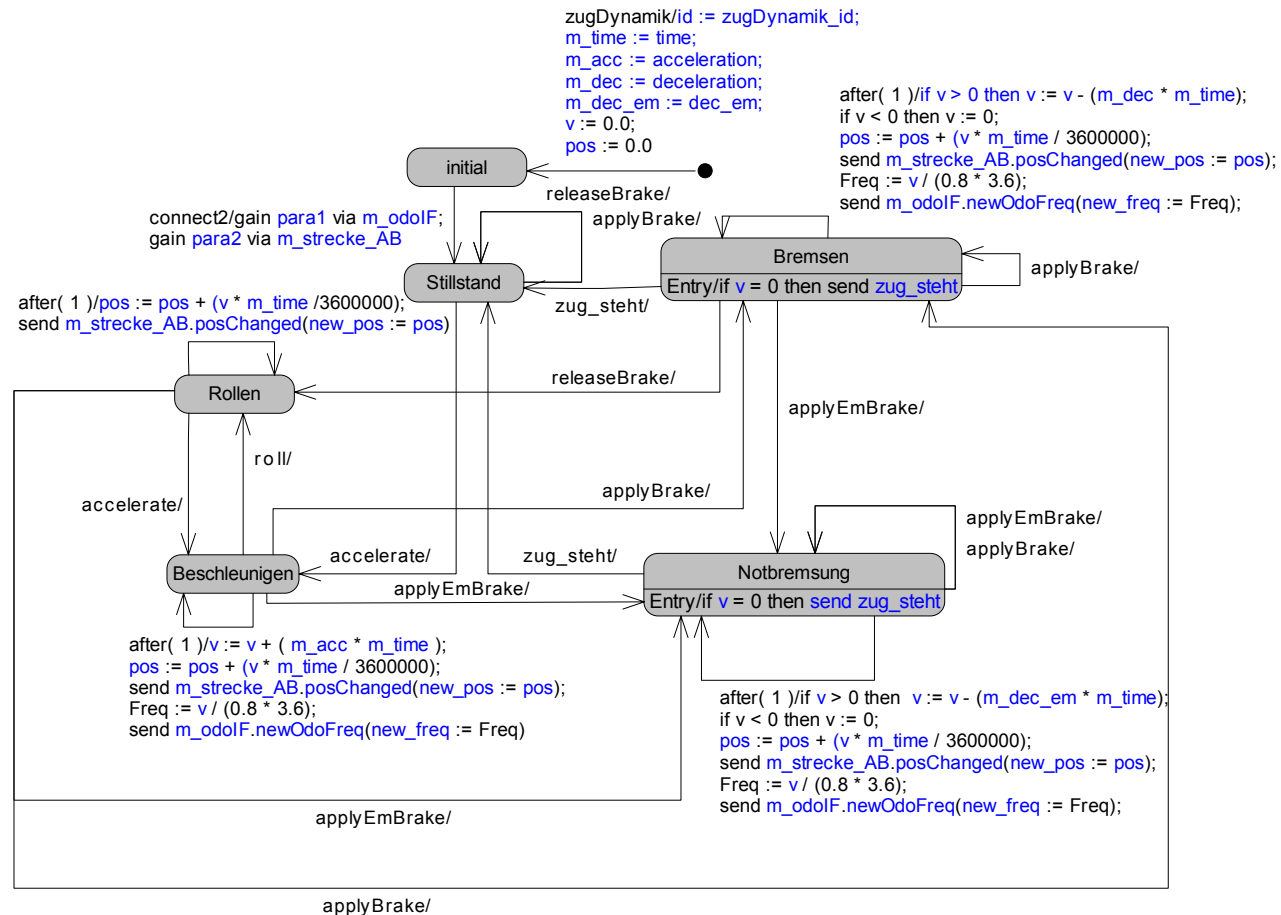 zugDynamik/id := zugDynamik_id;
m_time := time;
m_acc := acceleration;
m_dec := deceleration;
m_dec_em := dec_em;
v := 0.0;
pos := 0.0
after( 1 )/if v > 0 then v := v - (m_dec * m_time);
if v < 0 then v := 0;
pos := pos + (v * m_time / 3600000);
send m_strecke_AB.posChanged(new_pos := pos);
Freq := v / (0.8 * 3.6);
send m_odoIF.newOdoFreq(new_freq := Freq);
initial
releaseBrake/
applyBrake/
connect2/gain para1 via m_odoIF;
gain para2 via m_strecke_AB
Stillstand
Bremsen
Entry/if v = 0 then send zug_steht
applyBrake/
zug_steht/
after( 1 )/pos := pos + (v * m_time /3600000);
send m_strecke_AB.posChanged(new_pos := pos)
Rollen
releaseBrake/
applyEmBrake/
roll/
accelerate/
applyBrake/
Beschleunigen
accelerate/
zug_steht/
applyEmBrake/
Notbremsung
Entry/if v = 0 then send zug_steht
applyEmBrake/
applyBrake/
after( 1 )/v := v + ( m_acc * m_time );
pos := pos + (v * m_time / 3600000);
send m_strecke_AB.posChanged(new_pos := pos);
Freq := v / (0.8 * 3.6);
send m_odoIF.newOdoFreq(new_freq := Freq)
after( 1 )/if v > 0 then v := v - (m_dec_em * m_time);
if v < 0 then v := 0;
pos := pos + (v * m_time / 3600000);
send m_strecke_AB.posChanged(new_pos := pos);
Freq := v / (0.8 * 3.6);
send m_odoIF.newOdoFreq(new_freq := Freq);
applyEmBrake/
applyBrake/